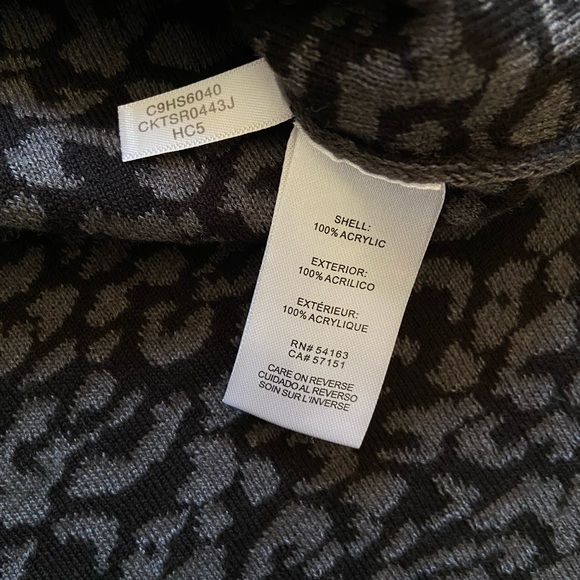 C9HS6040
CKTSR0443J
HC5
SHELL:
100% ACRYLIC
EXTERIOR:
100% ACRILICO
EXTÉRIEUR:
100% ACRYLIQUE
RN# 54163
CA# 57151
CARE ON REVERSE
CUIDADO AL REVERSO
SOIN SUR L'INVERSE